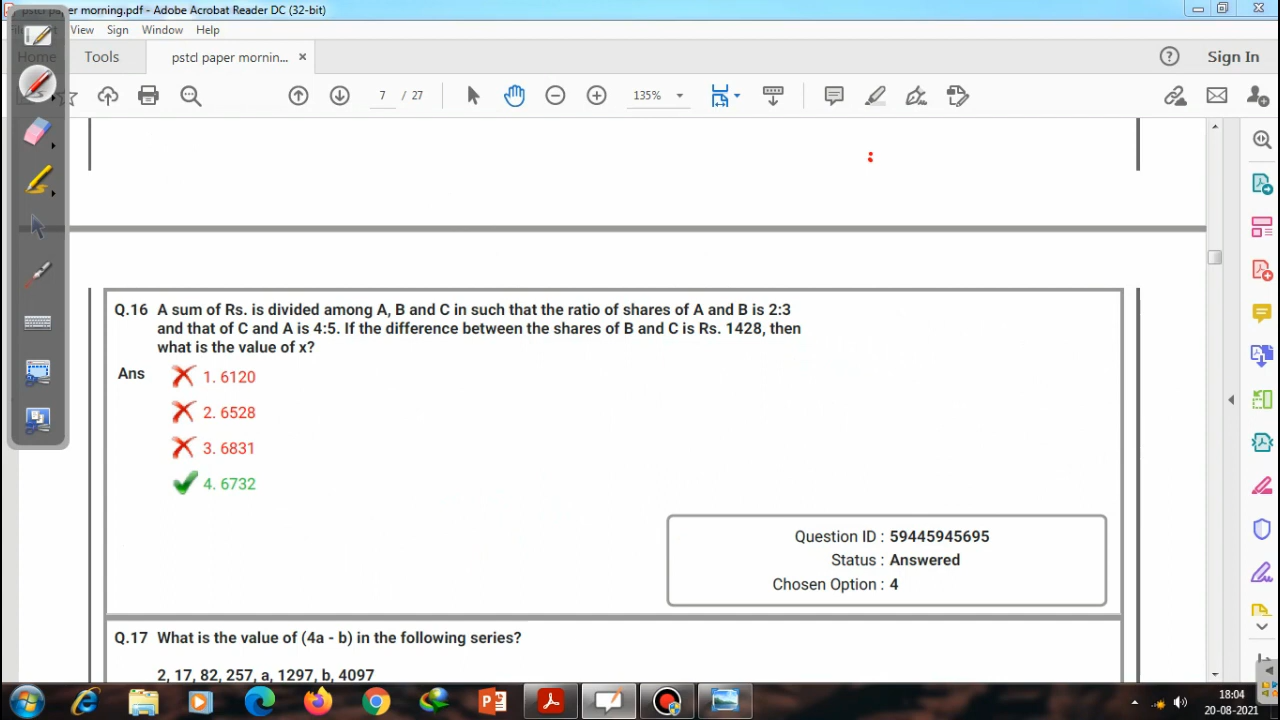 pstcl paper morning.pdf - Adobe Acrobat Reader DC (32-bit)
View Sign Window Help
Home Tools pstcl paper mornin... × Sign In
7 / 27 135%
Q.16 A sum of Rs. is divided among A, B and C in such that the ratio of shares of A and B is 2:3
and that of C and A is 4:5. If the difference between the shares of B and C is Rs. 1428, then
what is the value of x?
Ans
1. 6120
2. 6528
3. 6831
4. 6732
Question ID : 59445945695
Status : Answered
Chosen Option : 4
Q.17 What is the value of (4a - b) in the following series?
2, 17, 82, 257, a, 1297, b, 4097
18:04
20-08-2021